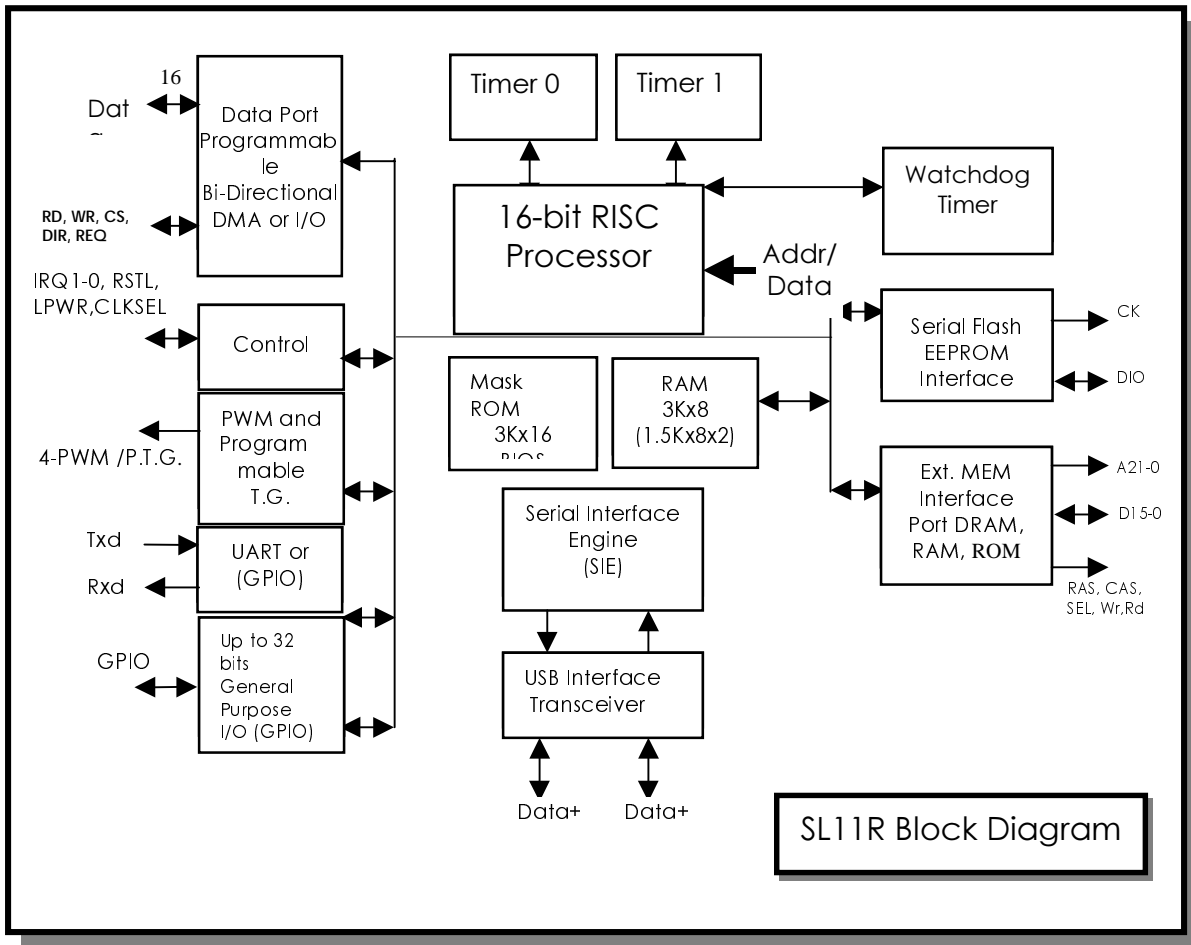 16
Dat
Data Port
Programmab
le
Bi-Directional
DMA or I/O
RD, WR, CS,
DIR, REQ
IRQ1-0, RSTL,
LPWR,CLKSEL
Control
PWM and
Program
mable
T.G.
4-PWM /P.T.G.
Txd
Rxd
UART or
(GPIO)
GPIO
Up to 32
bits
General
Purpose
I/O (GPIO)
Timer 0
Timer 1
16-bit RISC
Processor
Watchdog
Timer
Addr/
Data
Mask
ROM
3Kx16
BIOS
RAM
3Kx8
(1.5Kx8x2)
Serial Flash
EEPROM
Interface
CK
DIO
Ext. MEM
Interface
Port DRAM,
RAM, ROM
A21-0
D15-0
RAS, CAS,
SEL, Wr,Rd
Serial Interface
Engine
(SIE)
USB Interface
Transceiver
Data+
Data+
SL11R Block Diagram